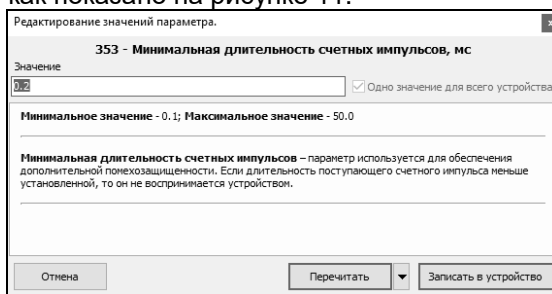 как показано на рисунке 11.
Редактирование значений параметра.
353 - Минимальная длительность счетных импульсов, мс
Значение
0.2
Одно значение для всего устройства
Минимальное значение - 0.1; Максимальное значение - 50.0
Минимальная длительность счетных импульсов – параметр используется для обеспечения
дополнительной помехозащищенности. Если длительность поступающего счетного импульса меньше
установленной, то он не воспринимается устройством.
Отмена
Перечитать
Записать в устройство